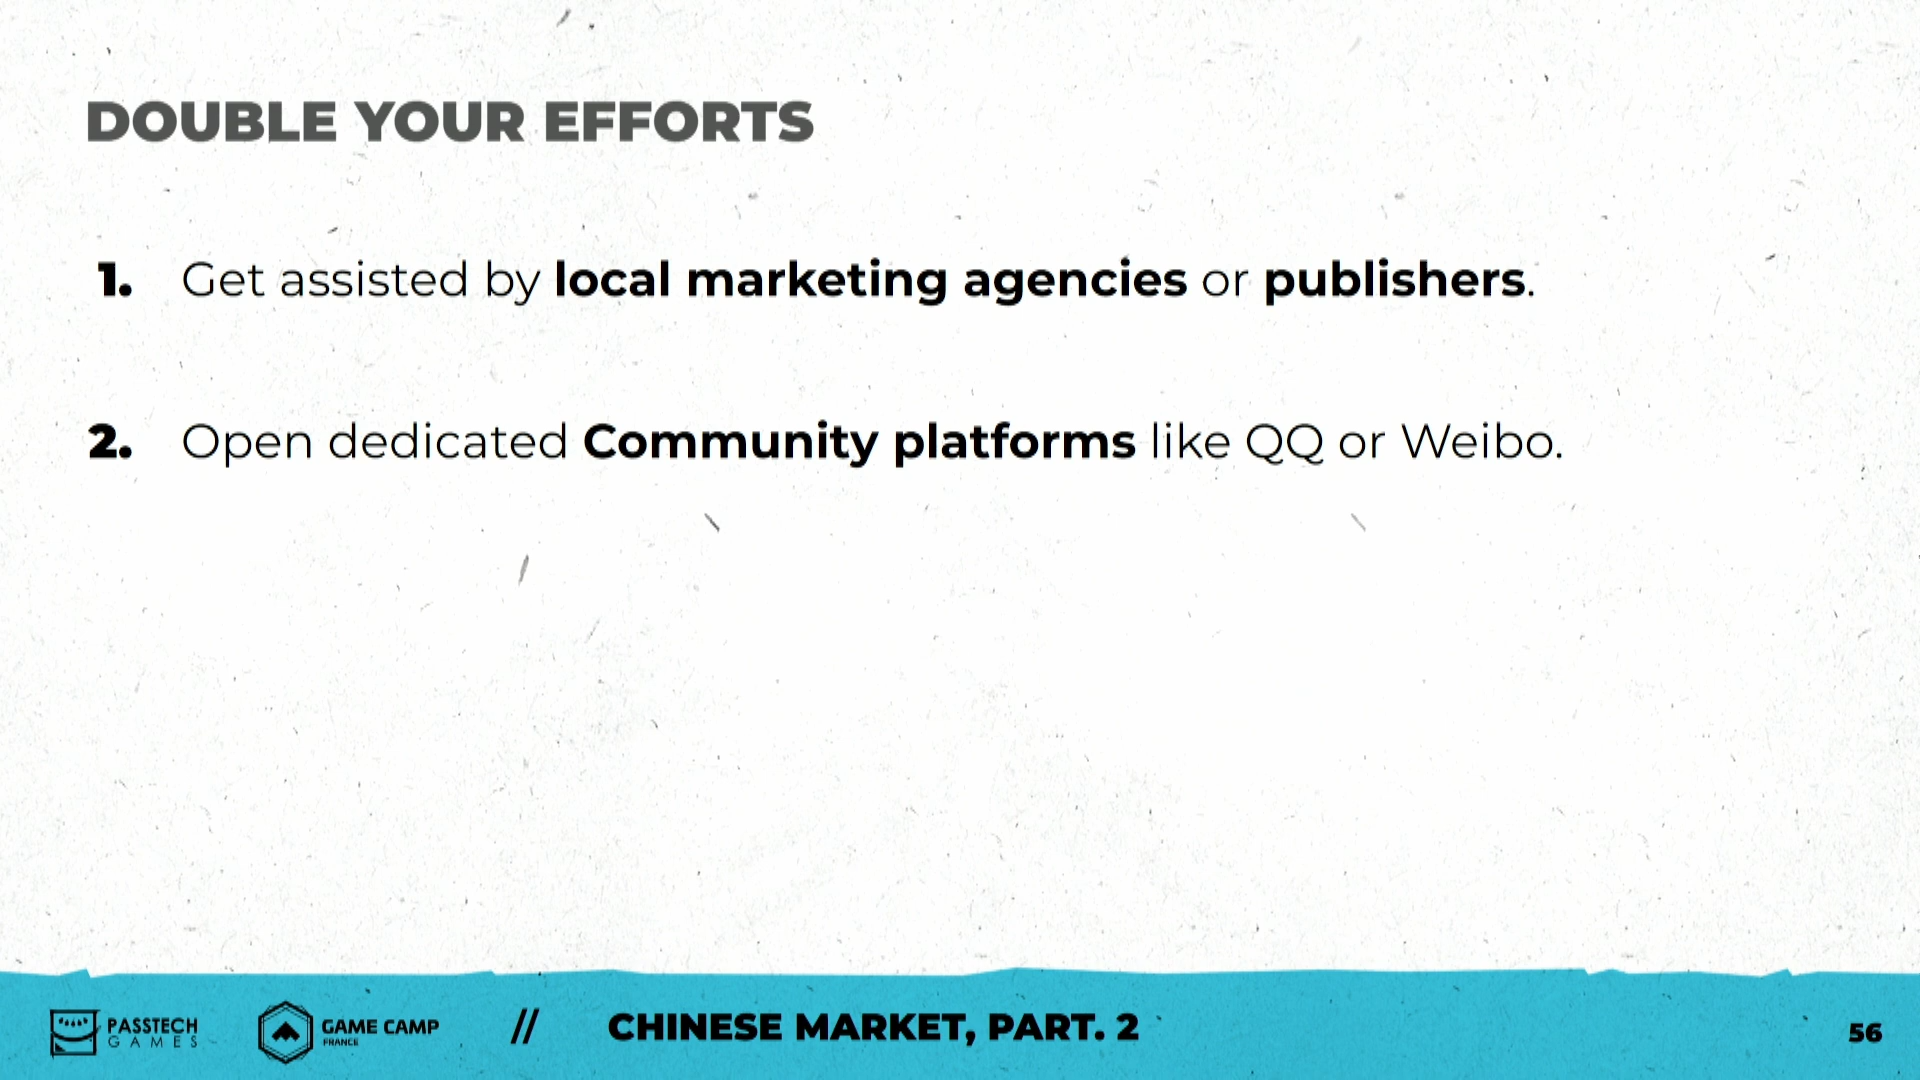 DOUBLE YOUR EFFORTS
1. Get assisted by local marketing agencies or publishers.
2. Open dedicated Community platforms like QQ or Weibo.
PASSTECH
GAMES
GAME CAMP
FRANCE
//
CHINESE MARKET, PART. 2
56